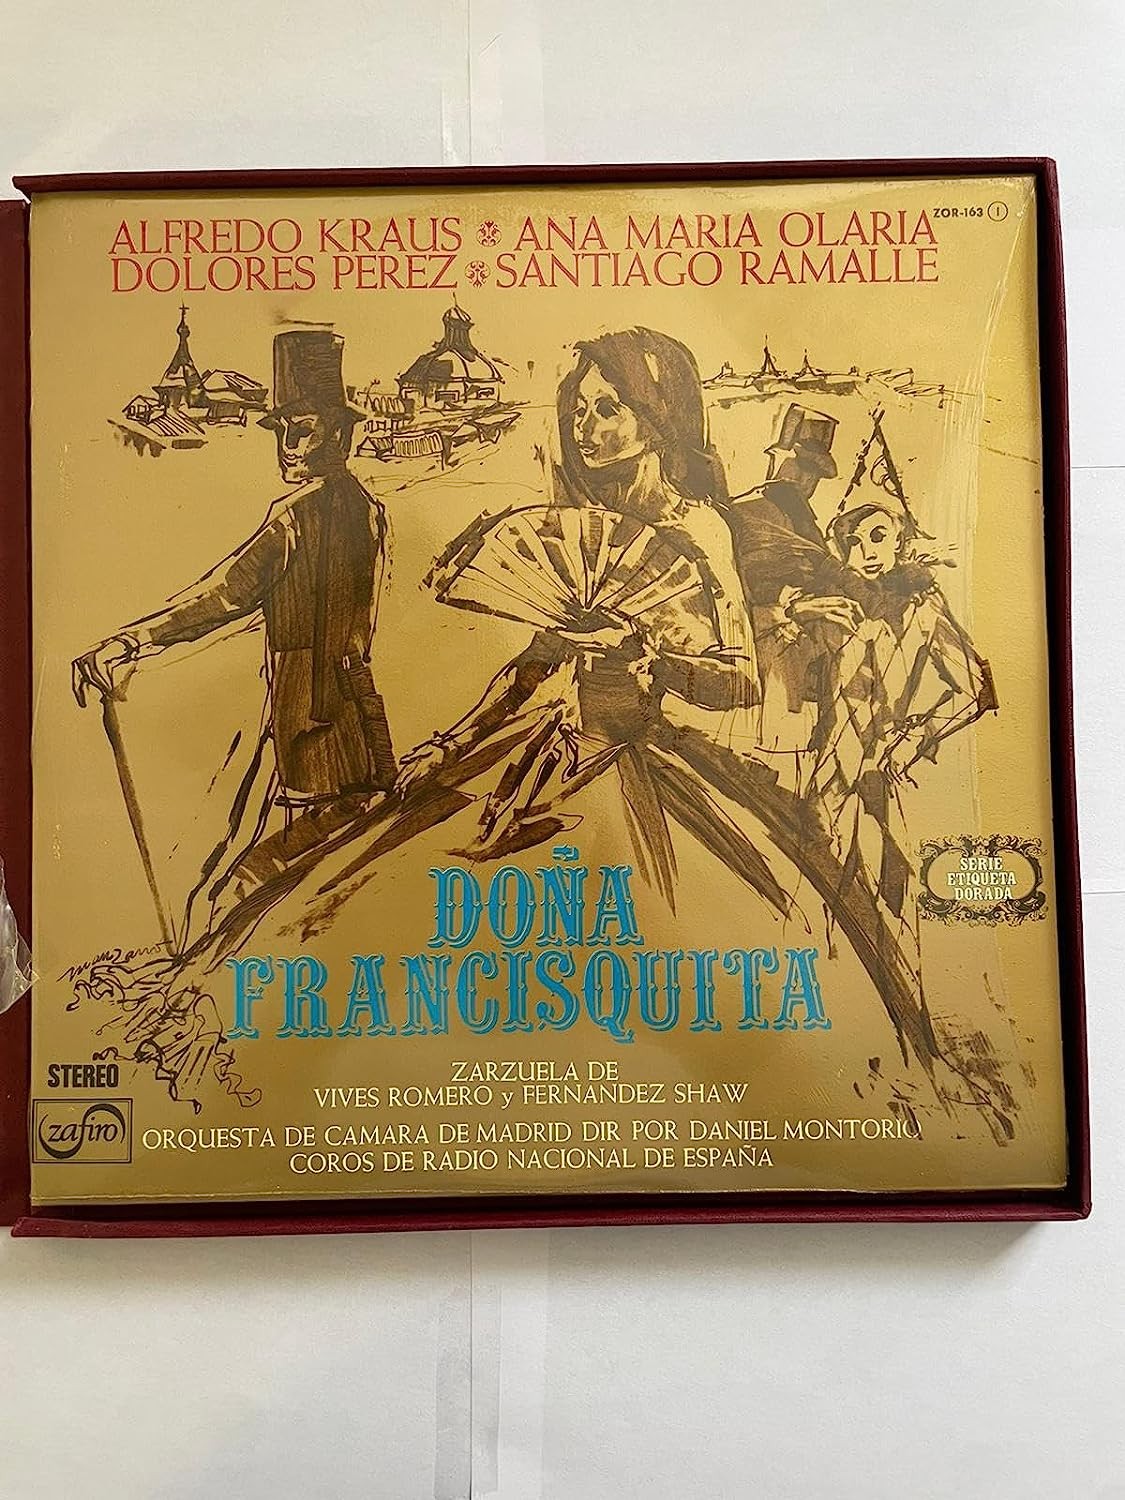 ALFREDO KRAUS ANA MARIA OLARIA
ZOR-163 I
DOLORES PEREZ SANTIAGO RAMALLE
SERIE
ETIQUETA
DORADA
DOÑA
manzano
FRANCISQUITA
STEREO
ZARZUELA DE
VIVES ROMERO y FERNANDEZ SHAW
zafiro
ORQUESTA DE CAMARA DE MADRID DIR POR DANIEL MONTORIO
COROS DE RADIO NACIONAL DE ESPAÑA